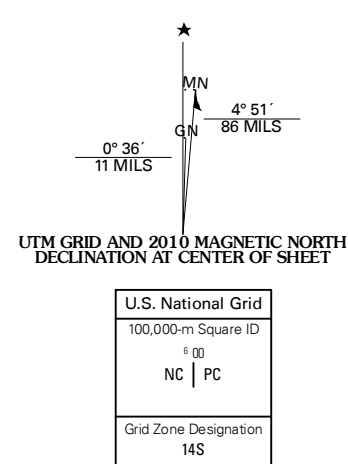 ★
MN
GN
4° 51´
86 MILS
0° 36´
11 MILS
UTM GRID AND 2010 MAGNETIC NORTH
DECLINATION AT CENTER OF SHEET
U.S. National Grid
100,000-m Square ID
6 00
NC | PC
Grid Zone Designation
14S